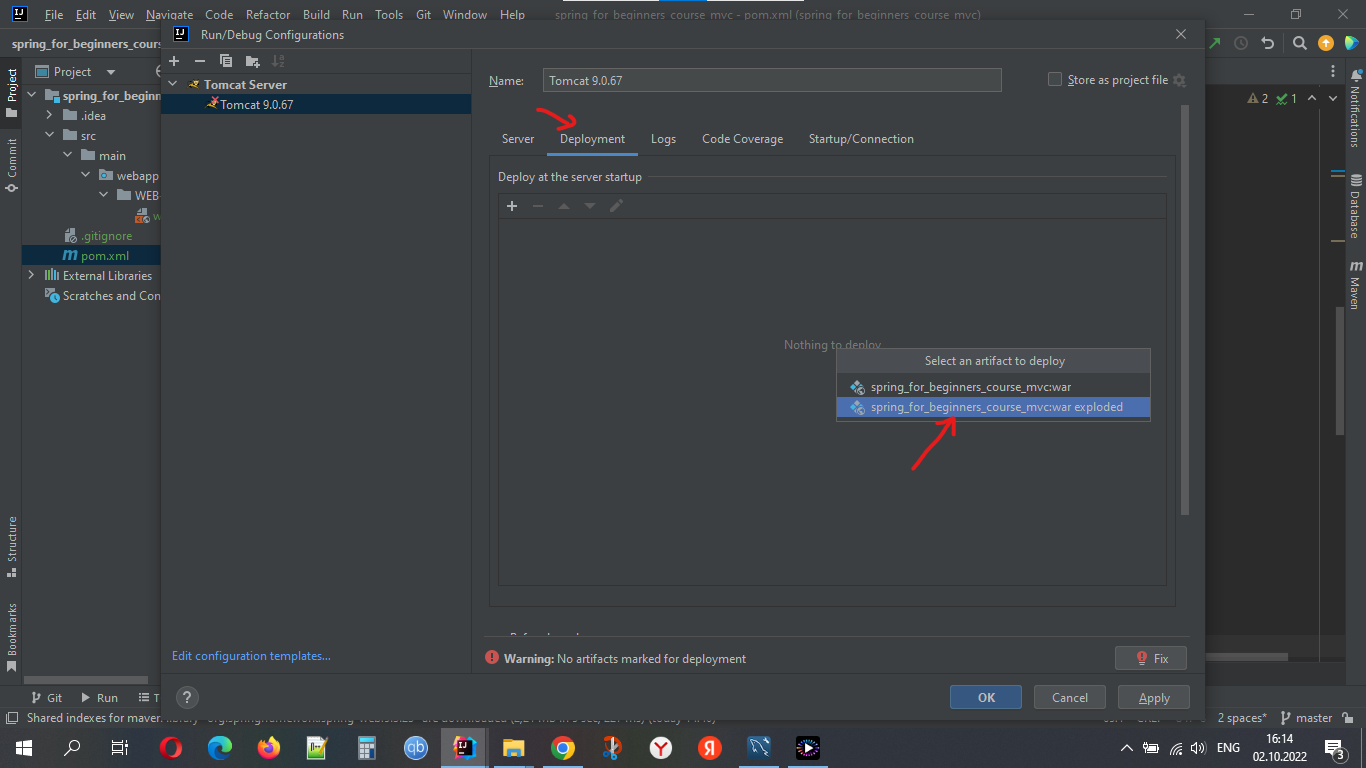 File Edit View Navigate Code Refactor Build Run Tools Git Window Help spring_for_beginners_course_mvc - pom.xml (spring_for_beginners_course_mvc)
Run/Debug Configurations
spring_for_beginners_cours
Project
Project
spring_for_beginn
.idea
src
main
webapp
WEB-
w
.gitignore
pom.xml
External Libraries
Scratches and Con
Commit
Structure
Bookmarks
Tomcat Server
Tomcat 9.0.67
Edit configuration templates...
Name: Tomcat 9.0.67
Store as project file
Server Deployment Logs Code Coverage Startup/Connection
Deploy at the server startup
Nothing to deploy
Select an artifact to deploy
spring_for_beginners_course_mvc:war
spring_for_beginners_course_mvc:war exploded
Warning: No artifacts marked for deployment
Fix
? OK Cancel Apply
2 1
Notifications
Database
m Maven
Git Run T
2 spaces* master
qb
ENG
16:14
02.10.2022
3